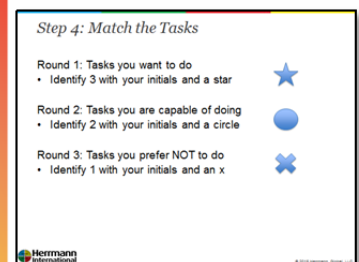 Step 4: Match the Tasks
Round 1: Tasks you want to do
• Identify 3 with your initials and a star
Round 2: Tasks you are capable of doing
• Identify 2 with your initials and a circle
Round 3: Tasks you prefer NOT to do
• Identify 1 with your initials and an x
Herrmann
International